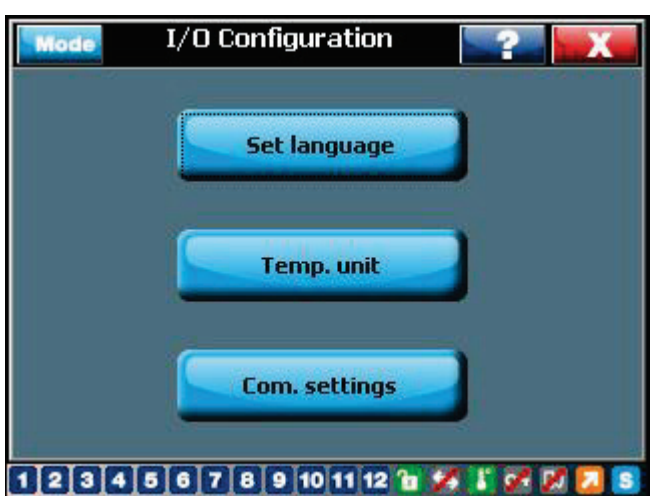 Mode I/O Configuration ? X
Set language
Temp. unit
Com. settings
1 2 3 4 5 6 7 8 9 10 11 12 S